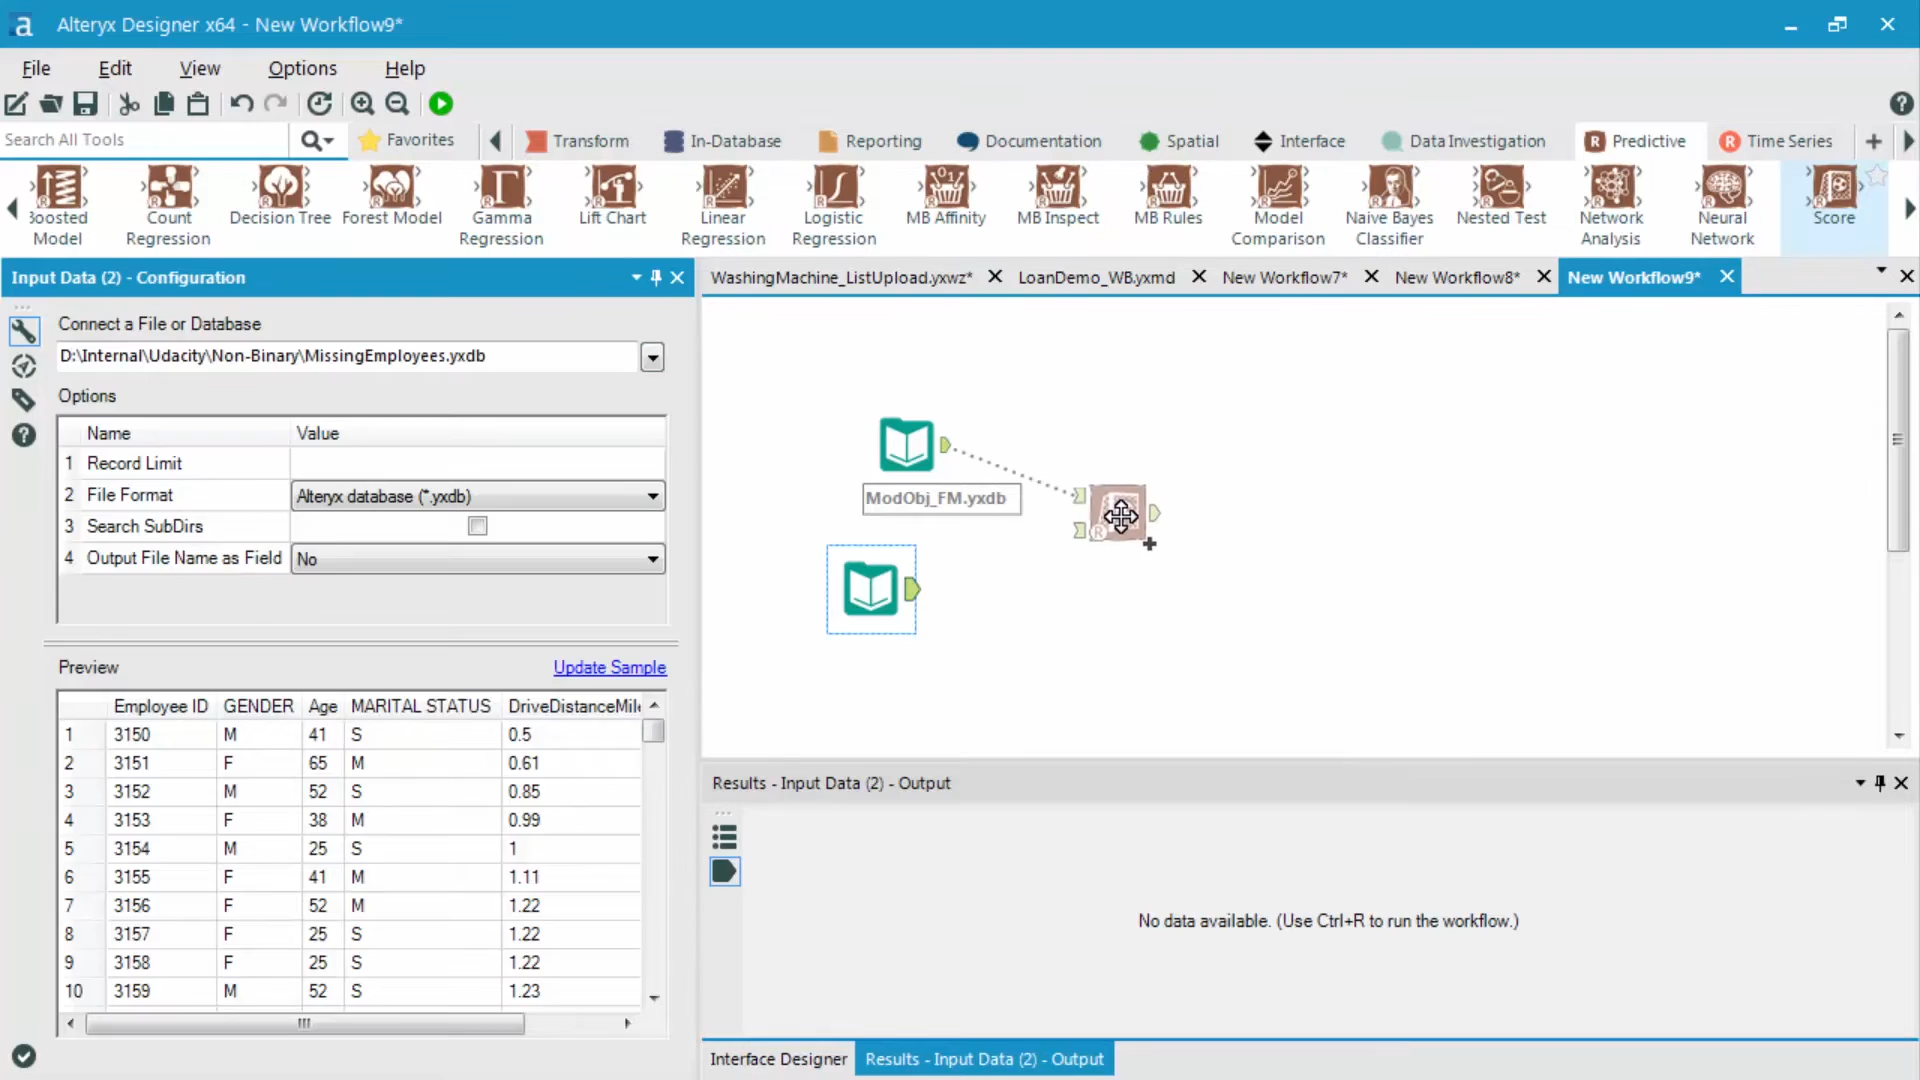 a Alteryx Designer x64 - New Workflow9*
File Edit View Options Help
Search All Tools Favorites Transform In-Database Reporting Documentation Spatial Interface Data Investigation Predictive Time Series
Boosted Model
Count Regression
Decision Tree
Forest Model
Gamma Regression
Lift Chart
Linear Regression
Logistic Regression
MB Affinity
MB Inspect
MB Rules
Model Comparison
Naive Bayes Classifier
Nested Test
Network Analysis
Neural Network
Score
Input Data (2) - Configuration
WashingMachine_ListUpload.yxwz* LoanDemo_WB.yxmd New Workflow7* New Workflow8* New Workflow9*
Connect a File or Database
D:\Internal\Udacity\Non-Binary\MissingEmployees.yxdb
Options
Name Value
1 Record Limit
2 File Format Alteryx database (*.yxdb)
3 Search SubDirs
4 Output File Name as Field No
Preview Update Sample
Employee ID GENDER Age MARITAL STATUS DriveDistanceMile
1 3150 M 41 S 0.5
2 3151 F 65 M 0.61
3 3152 M 52 S 0.85
4 3153 F 38 M 0.99
5 3154 M 25 S 1
6 3155 F 41 M 1.11
7 3156 F 52 M 1.22
8 3157 F 25 S 1.22
9 3158 F 25 S 1.22
10 3159 M 52 S 1.23
ModObj_FM.yxdb
Results - Input Data (2) - Output
No data available. (Use Ctrl+R to run the workflow.)
Interface Designer Results - Input Data (2) - Output